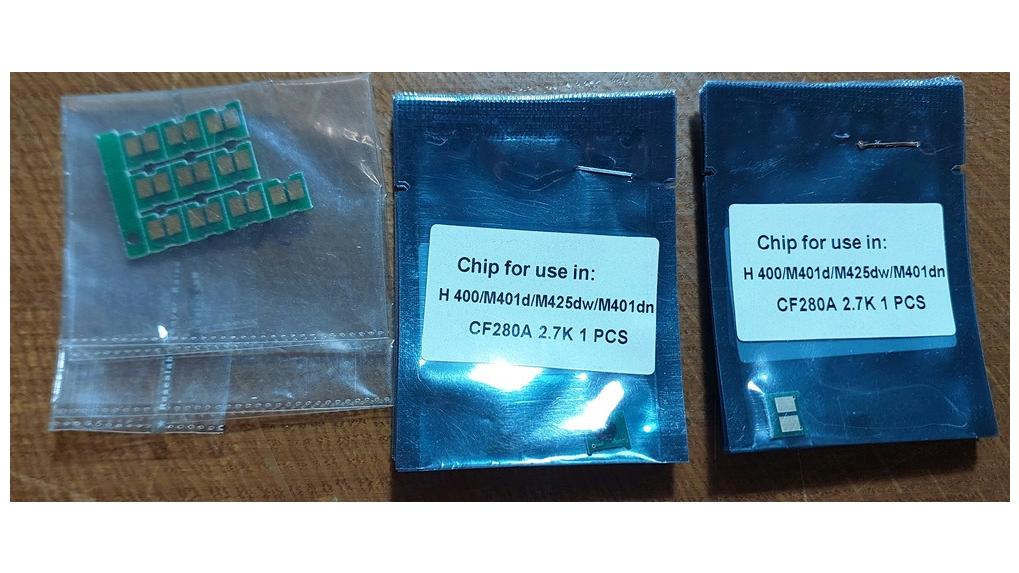 Chip for use in:
H 400/M401d/M425dw/M401dn
CF280A 2.7K 1 PCS
Chip for use in:
H 400/M401d/M425dw/M401dn
CF280A 2.7K 1 PCS